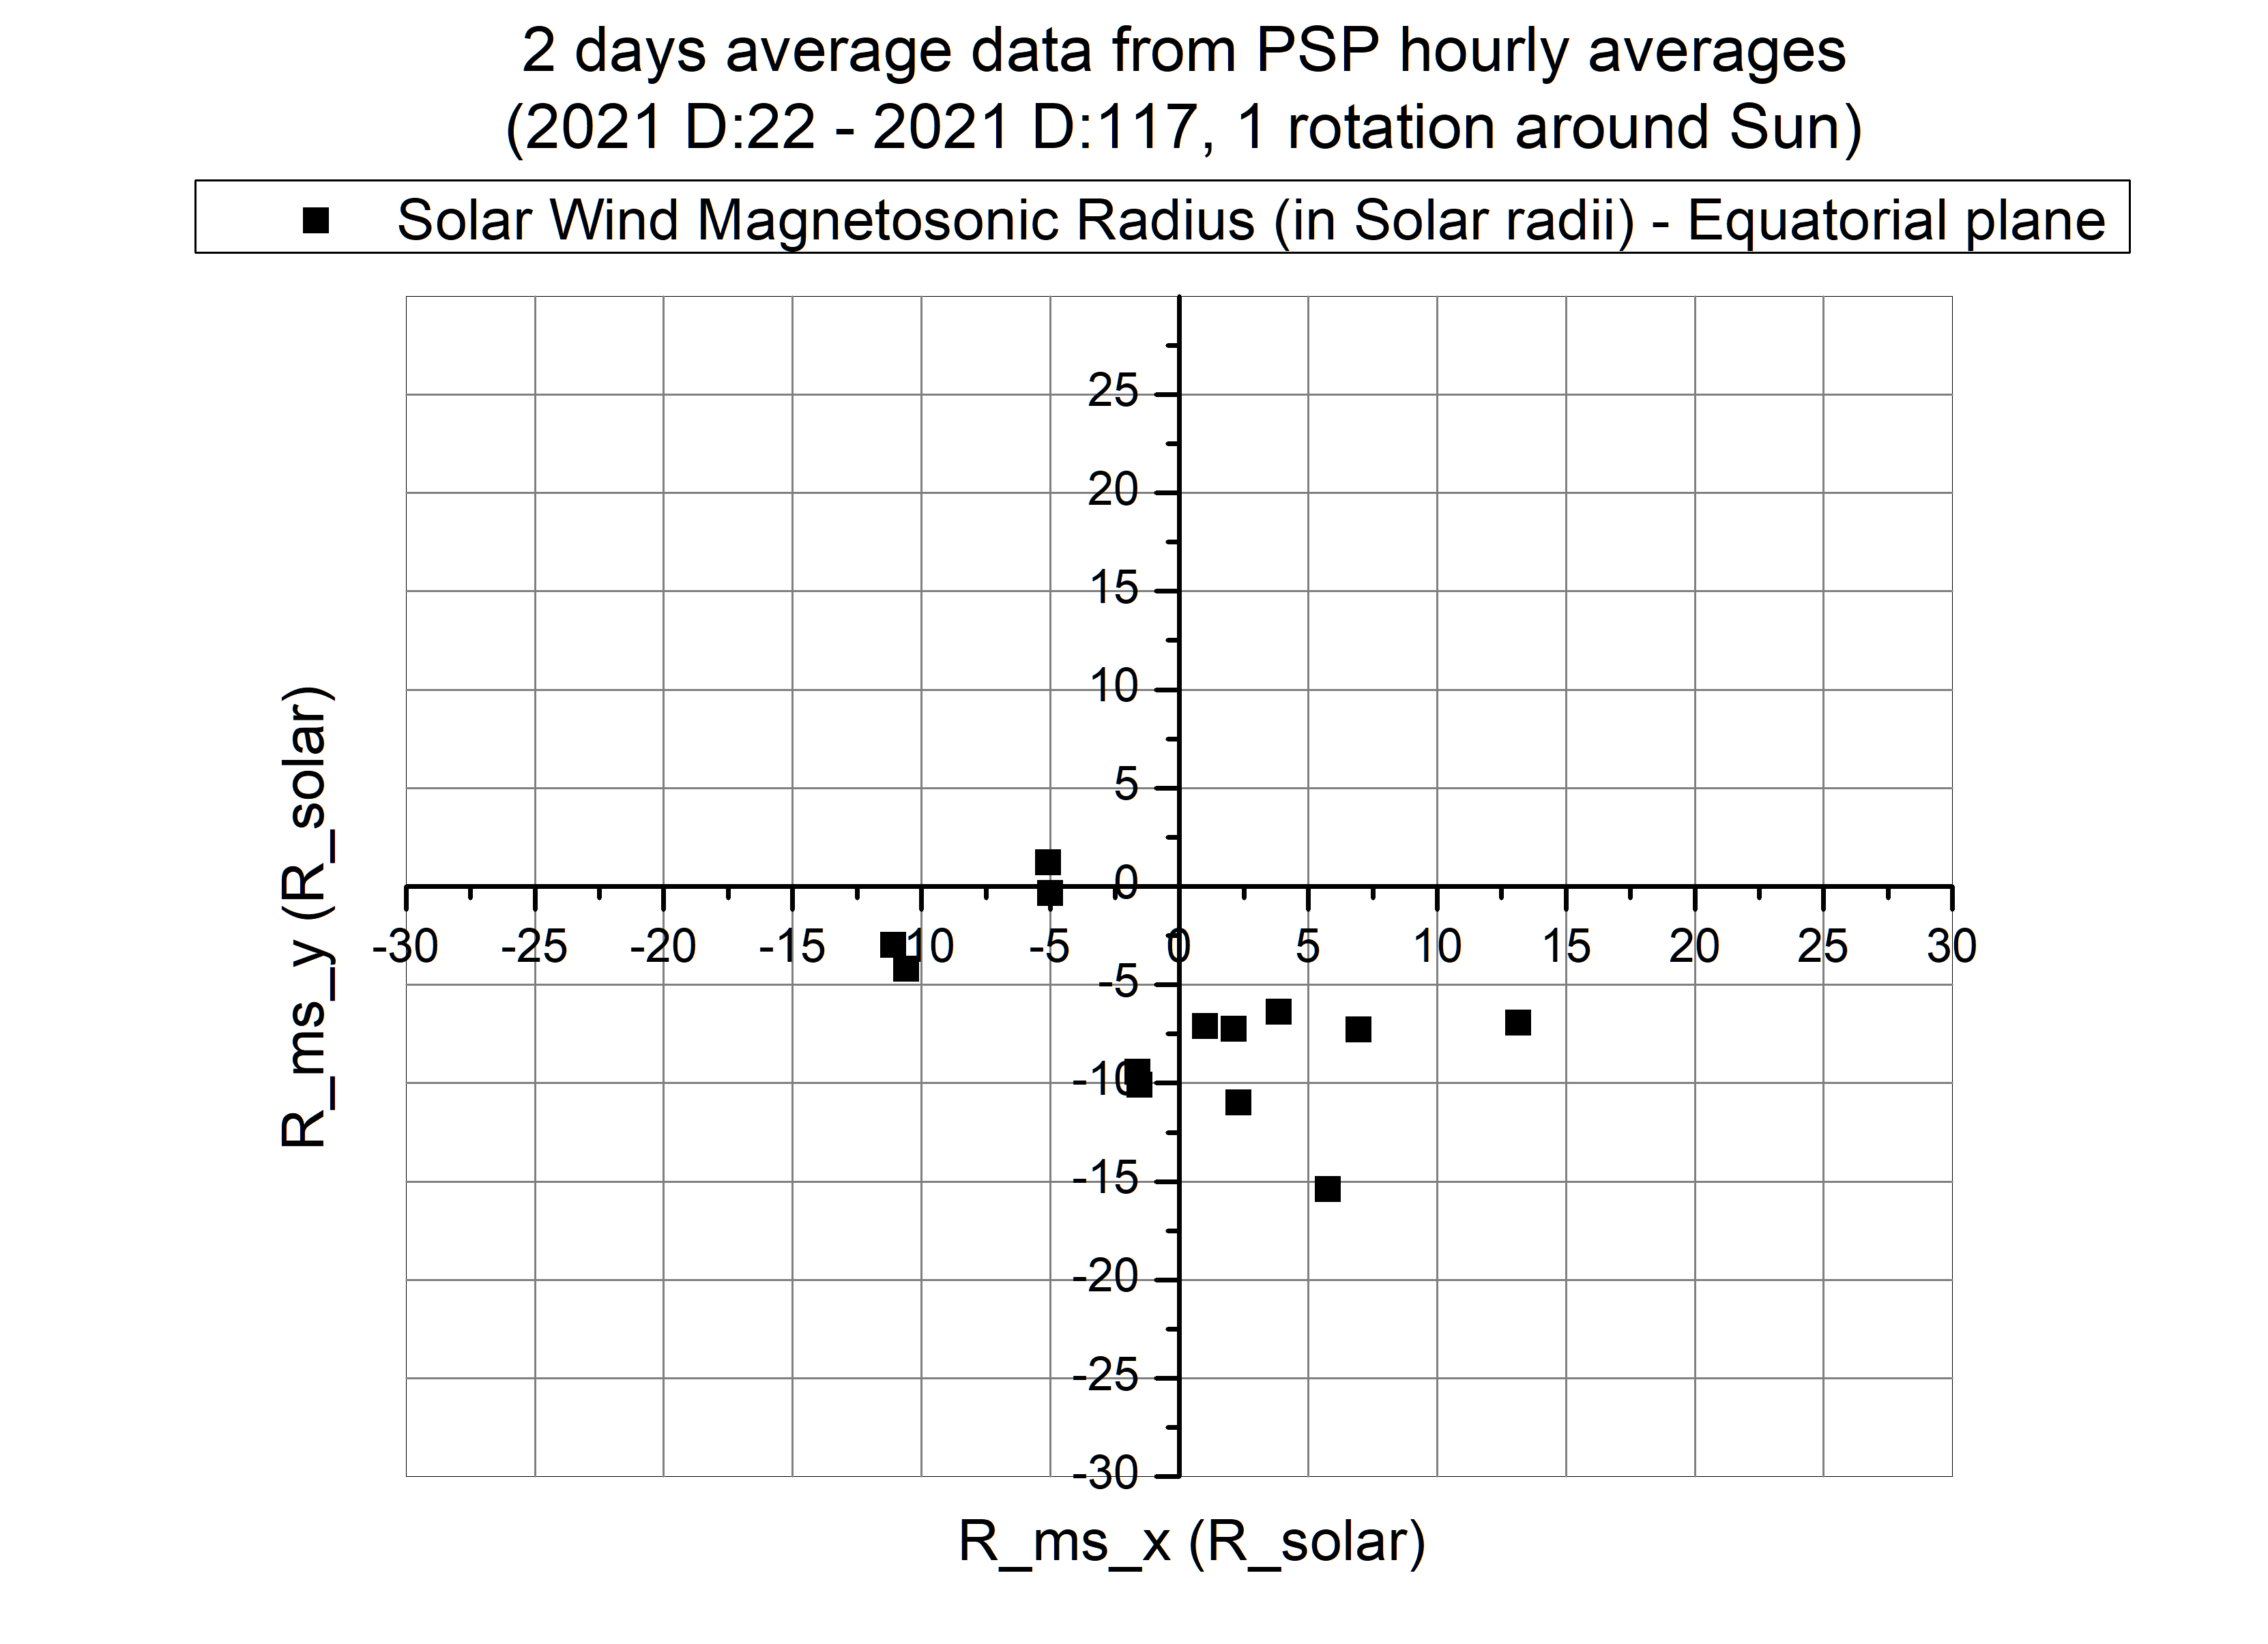 2 days average data from PSP hourly averages
(2021 D:22 - 2021 D:117, 1 rotation around Sun)
Solar Wind Magnetosonic Radius (in Solar radii) - Equatorial plane
25
20
15
10
5
0
-30 -25 -20 -15 -10 -5 0 5 10 15 20 25 30
-5
-10
-15
-20
-25
-30
R_ms_y (R_solar)
R_ms_x (R_solar)